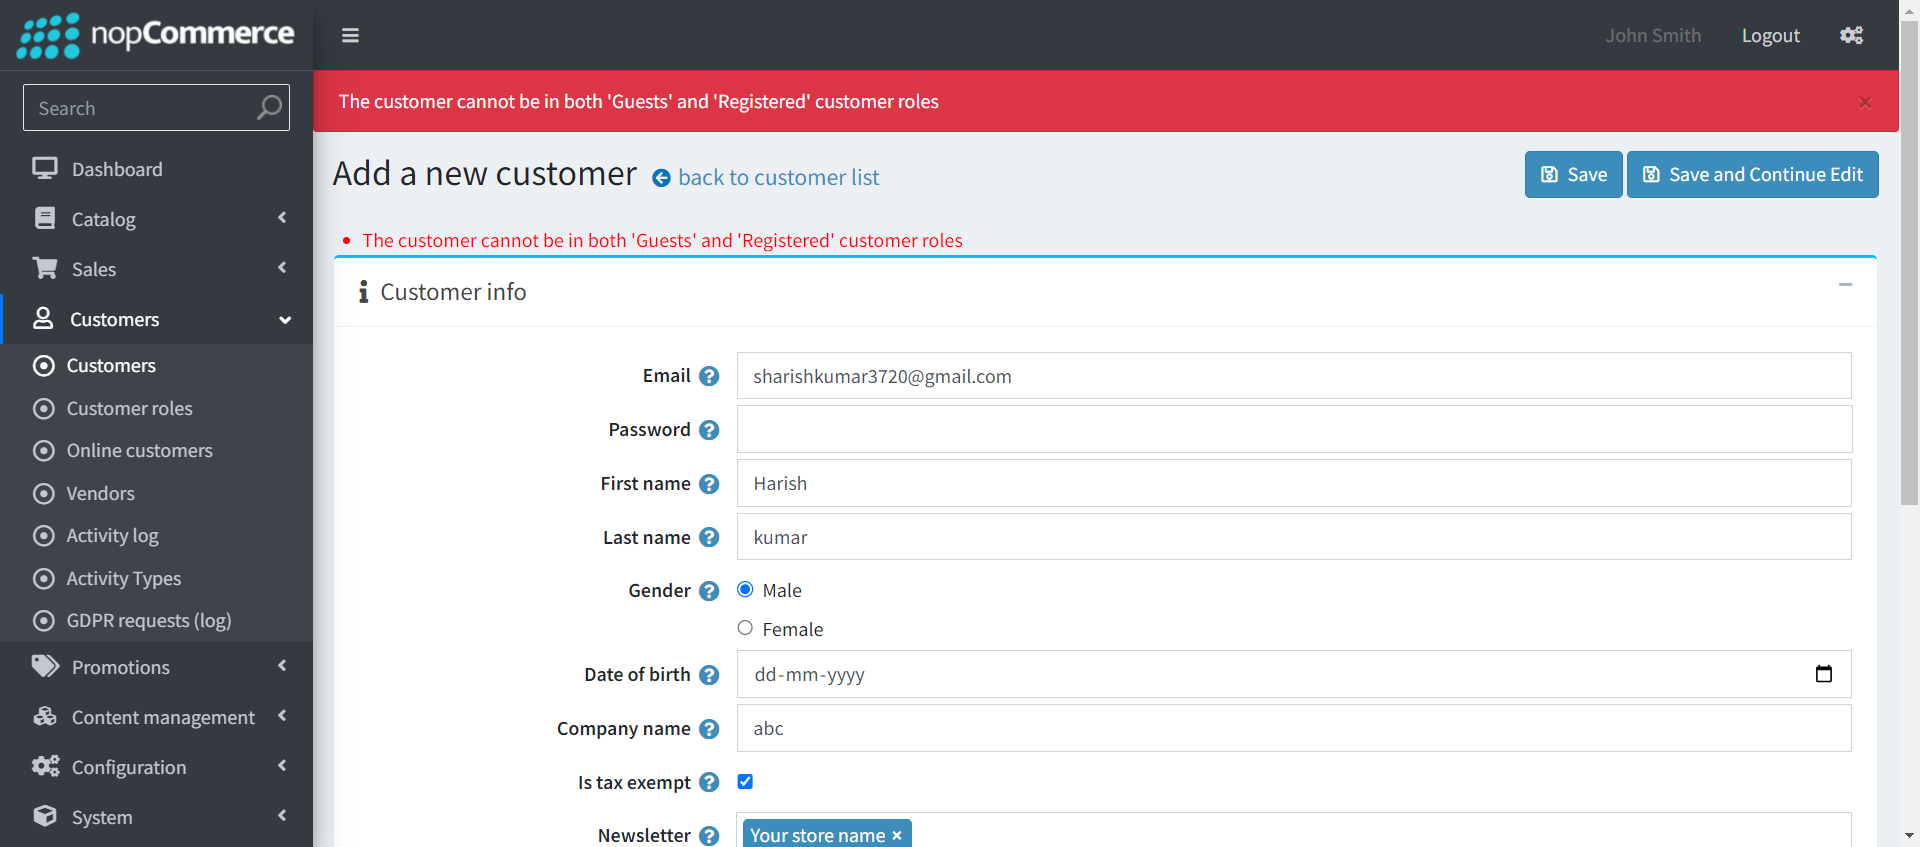 nopCommerce
John Smith
Logout
Search
The customer cannot be in both 'Guests' and 'Registered' customer roles
×
Add a new customer
back to customer list
Save
Save and Continue Edit
The customer cannot be in both 'Guests' and 'Registered' customer roles
Dashboard
Catalog
Sales
Customers
Customers
Customer roles
Online customers
Vendors
Activity log
Activity Types
GDPR requests (log)
Promotions
Content management
Configuration
System
Customer info
Email ? sharishkumar3720@gmail.com
Password ?
First name ? Harish
Last name ? kumar
Gender ? Male
Female
Date of birth ? dd-mm-yyyy
Company name ? abc
Is tax exempt ?
Newsletter ? Your store name ×